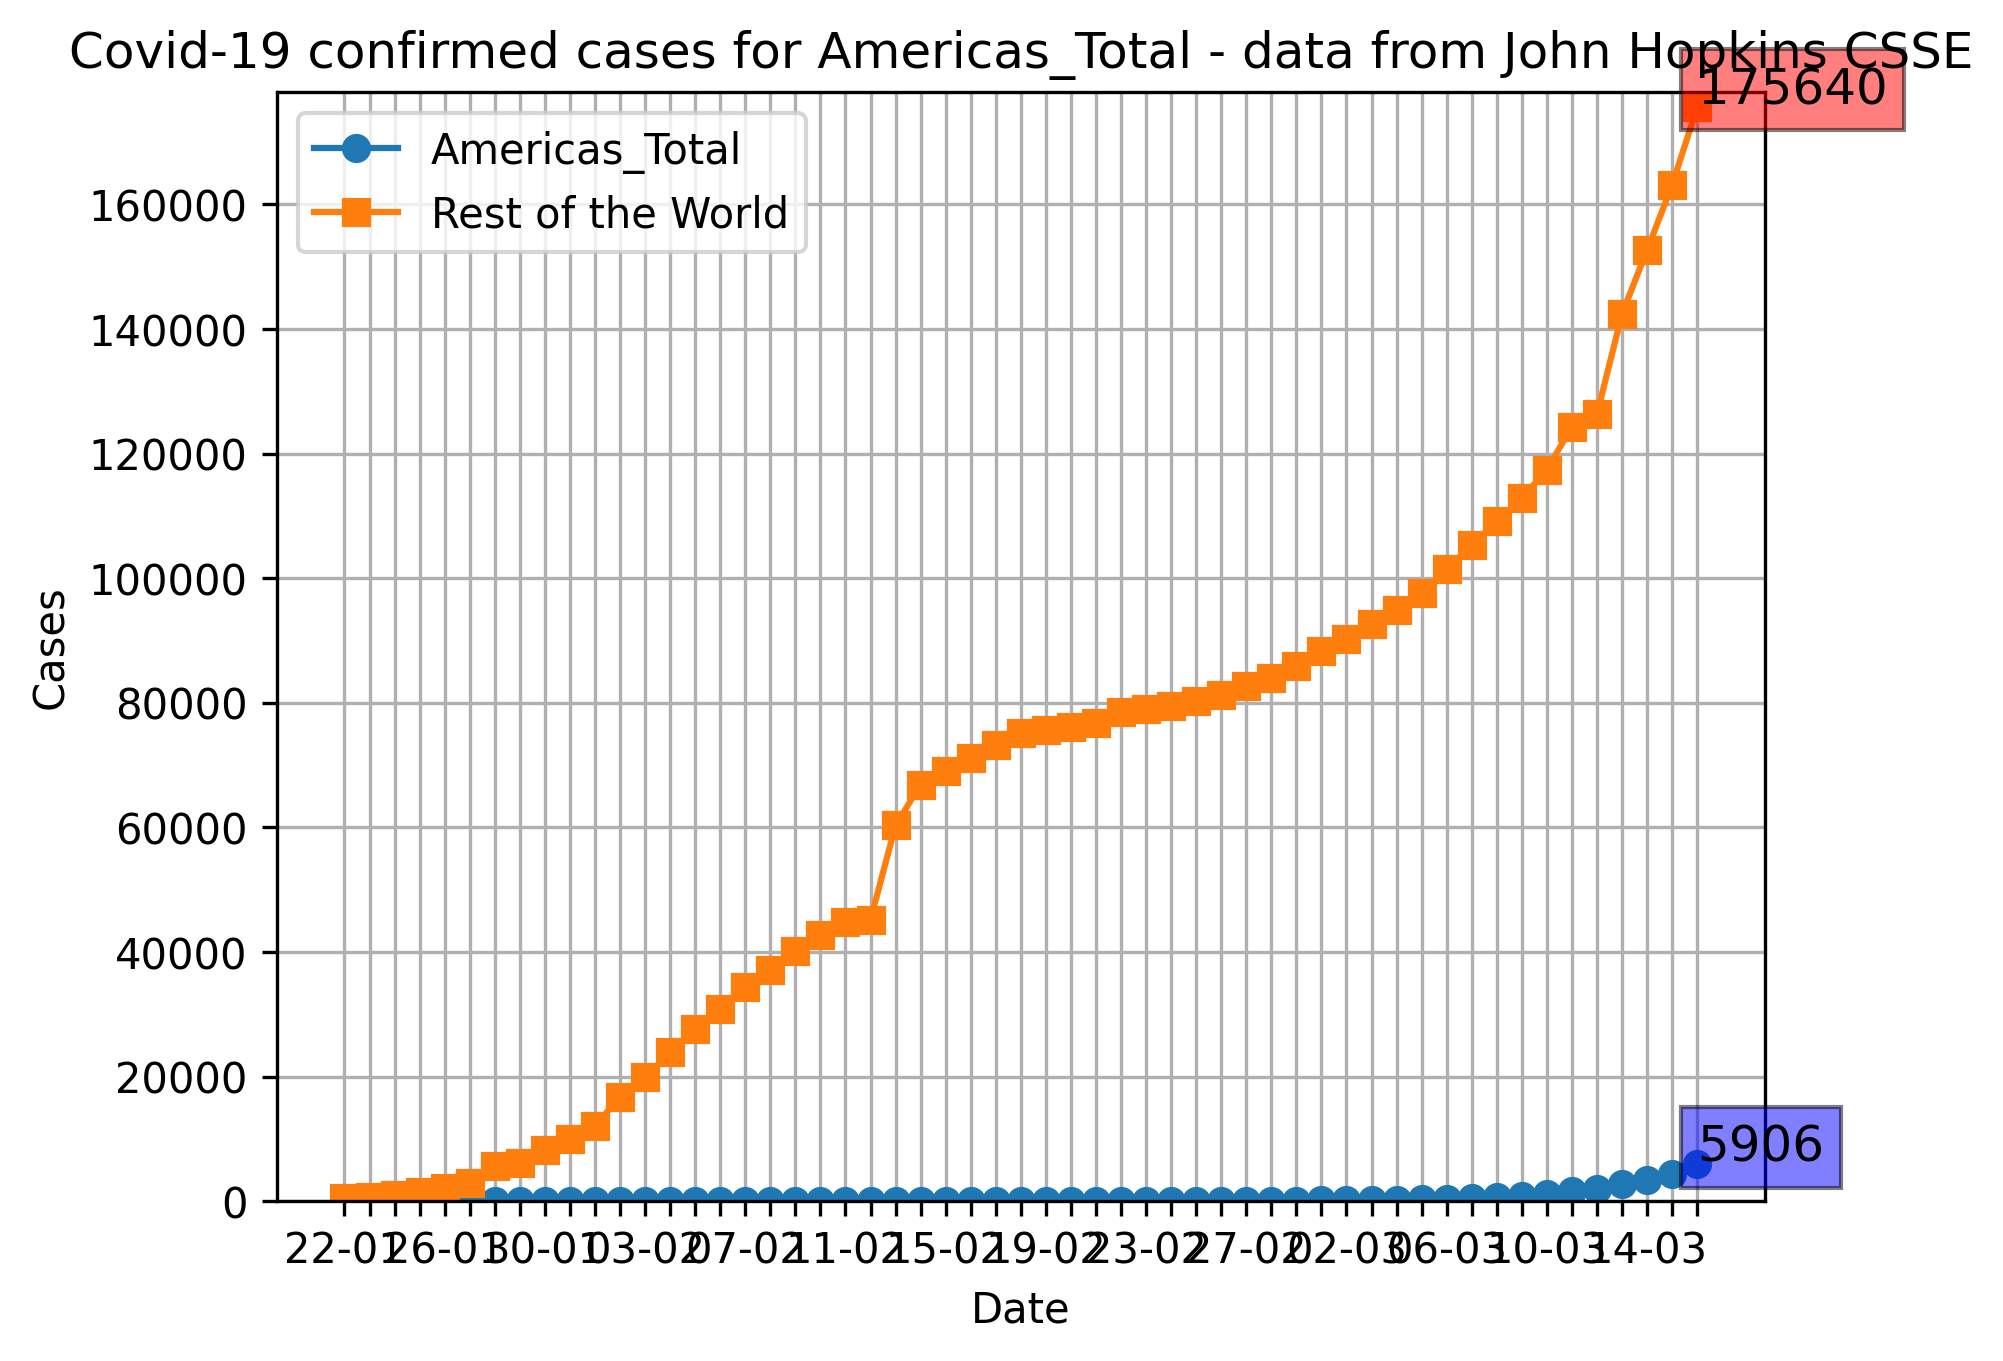 Covid-19 confirmed cases for Americas_Total - data from John Hopkins CSSE
175640
Americas_Total
Rest of the World
160000
140000
120000
100000
80000
60000
40000
20000
0
Cases
5906
22-01 26-01 30-01 03-02 07-02 11-02 15-02 19-02 23-02 27-02 02-03 06-03 10-03 14-03
Date